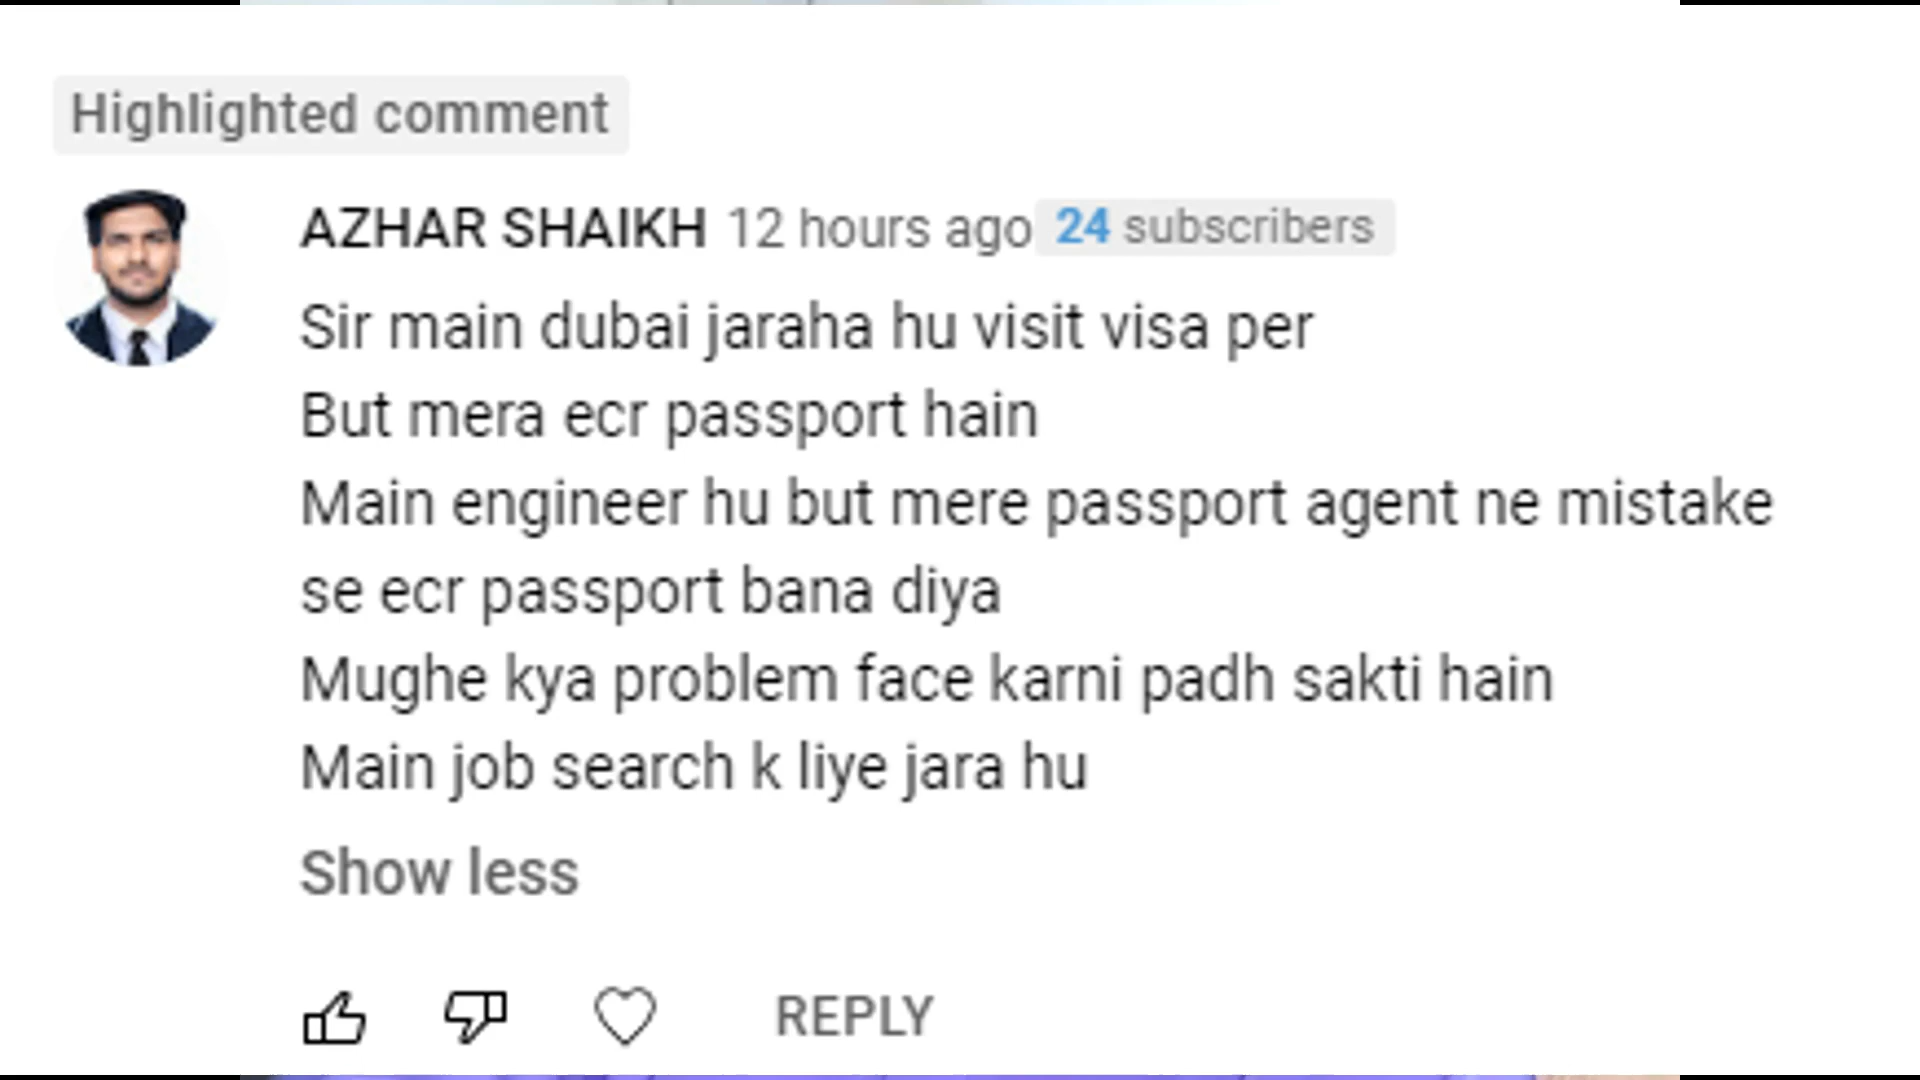 Highlighted comment
AZHAR SHAIKH 12 hours ago 24 subscribers
Sir main dubai jaraha hu visit visa per
But mera ecr passport hain
Main engineer hu but mere passport agent ne mistake
se ecr passport bana diya
Mughe kya problem face karni padh sakti hain
Main job search k liye jara hu
Show less
REPLY